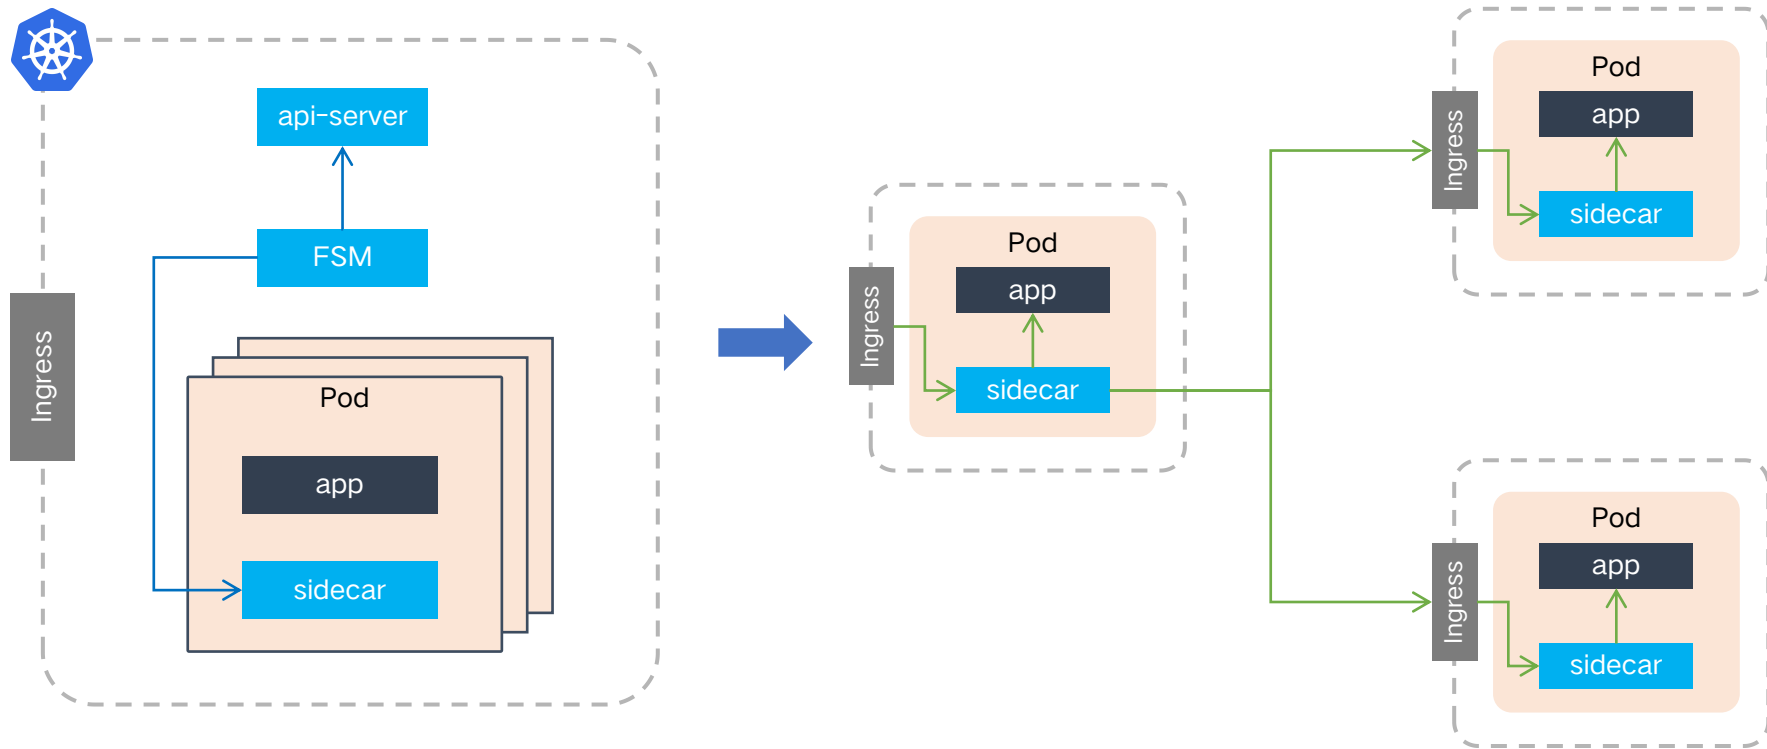 api-server
FSM
Ingress
Pod
app
sidecar
Ingress
Pod
app
sidecar
Ingress
Pod
app
sidecar
Ingress
Pod
app
sidecar